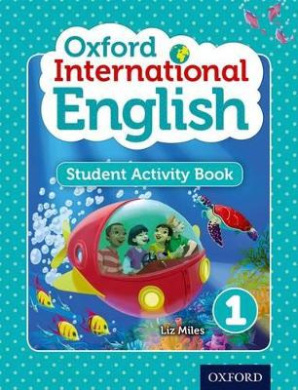 Oxford
International
English
Student Activity Book
Liz Miles
1
OXFORD